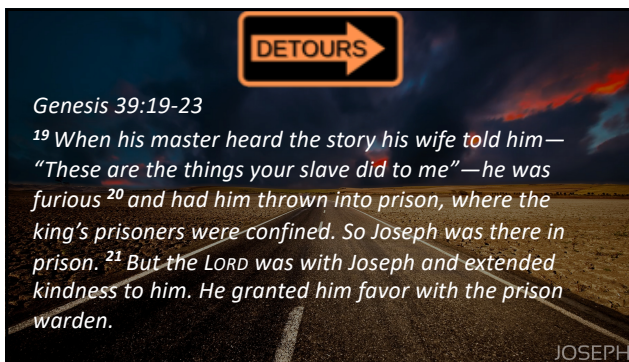 DETOURS
Genesis 39:19-23
19 When his master heard the story his wife told him—
“These are the things your slave did to me”—he was
furious 20 and had him thrown into prison, where the
king’s prisoners were confined. So Joseph was there in
prison. 21 But the LORD was with Joseph and extended
kindness to him. He granted him favor with the prison
warden.
JOSEPH